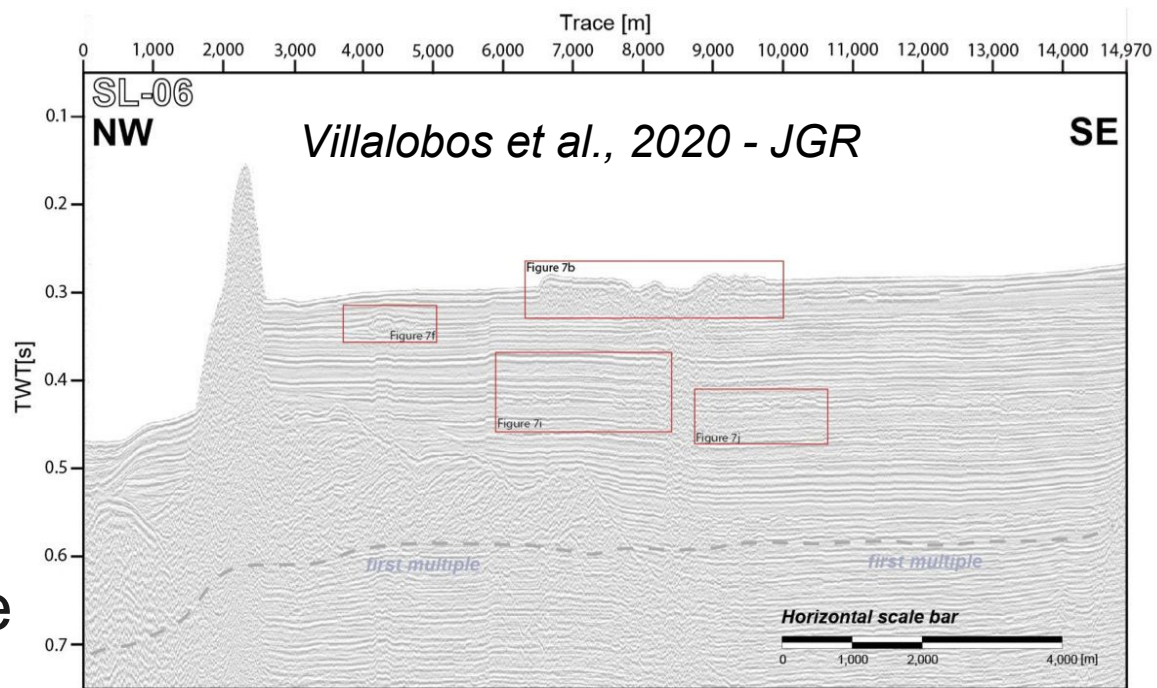 Trace [m]
0 1,000 2,000 3,000 4,000 5,000 6,000 7,000 8,000 9,000 10,000 11,000 12,000 13,000 14,000 14,970
SL-06
NW
Villalobos et al., 2020 - JGR
SE
TWT[s]
0.1
0.2
0.3
0.4
0.5
0.6
0.7
Figure 7b
Figure 7f
Figure 7i
Figure 7j
first multiple
first multiple
e
Horizontal scale bar
0 1,000 2,000 4,000 [m]